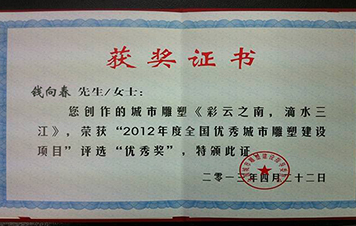 获奖证书
钱向春 先生/女士：
您创作的城市雕塑《彩云之南，滴水三
江》，荣获“2012年度全国优秀城市雕塑建设
项目”评选“优秀奖”，特颁此证。
二零一三年四月二十二日